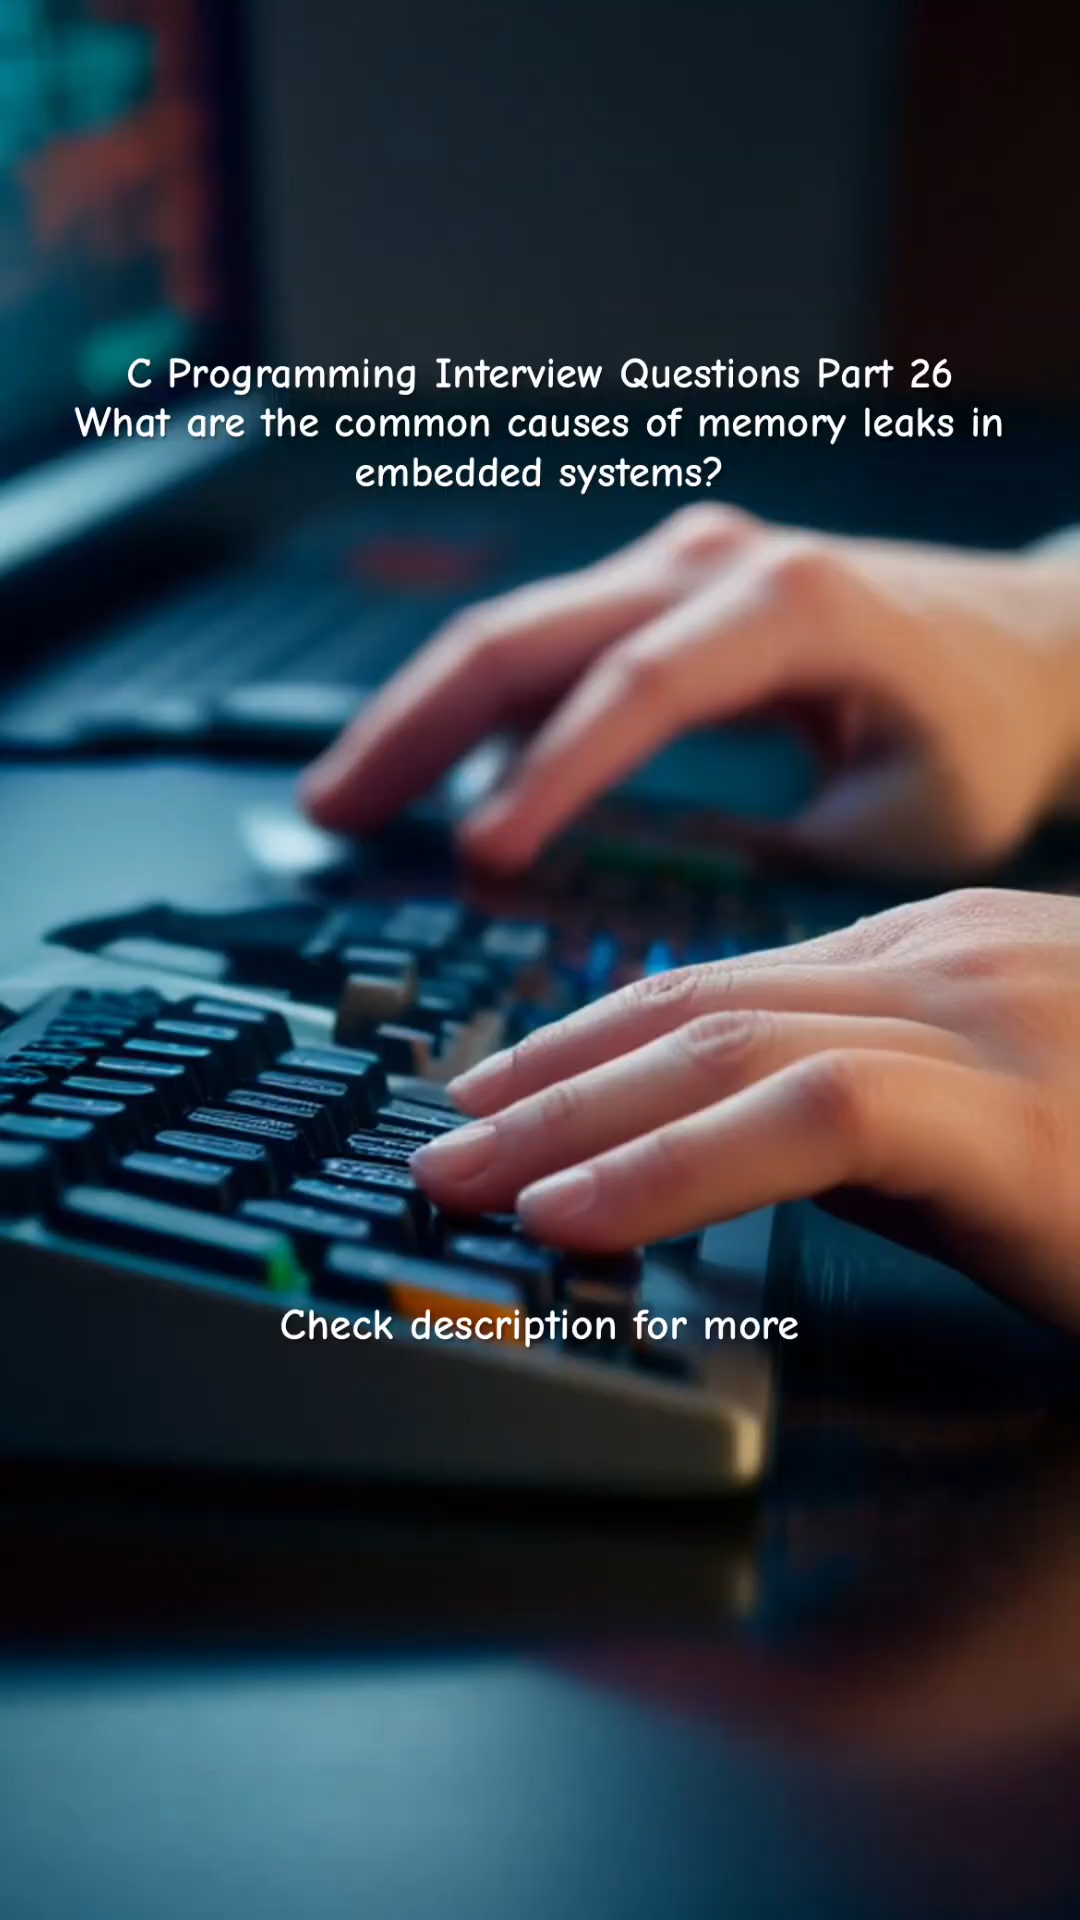 C Programming Interview Questions Part 26
What are the common causes of memory leaks in
embedded systems?
Check description for more